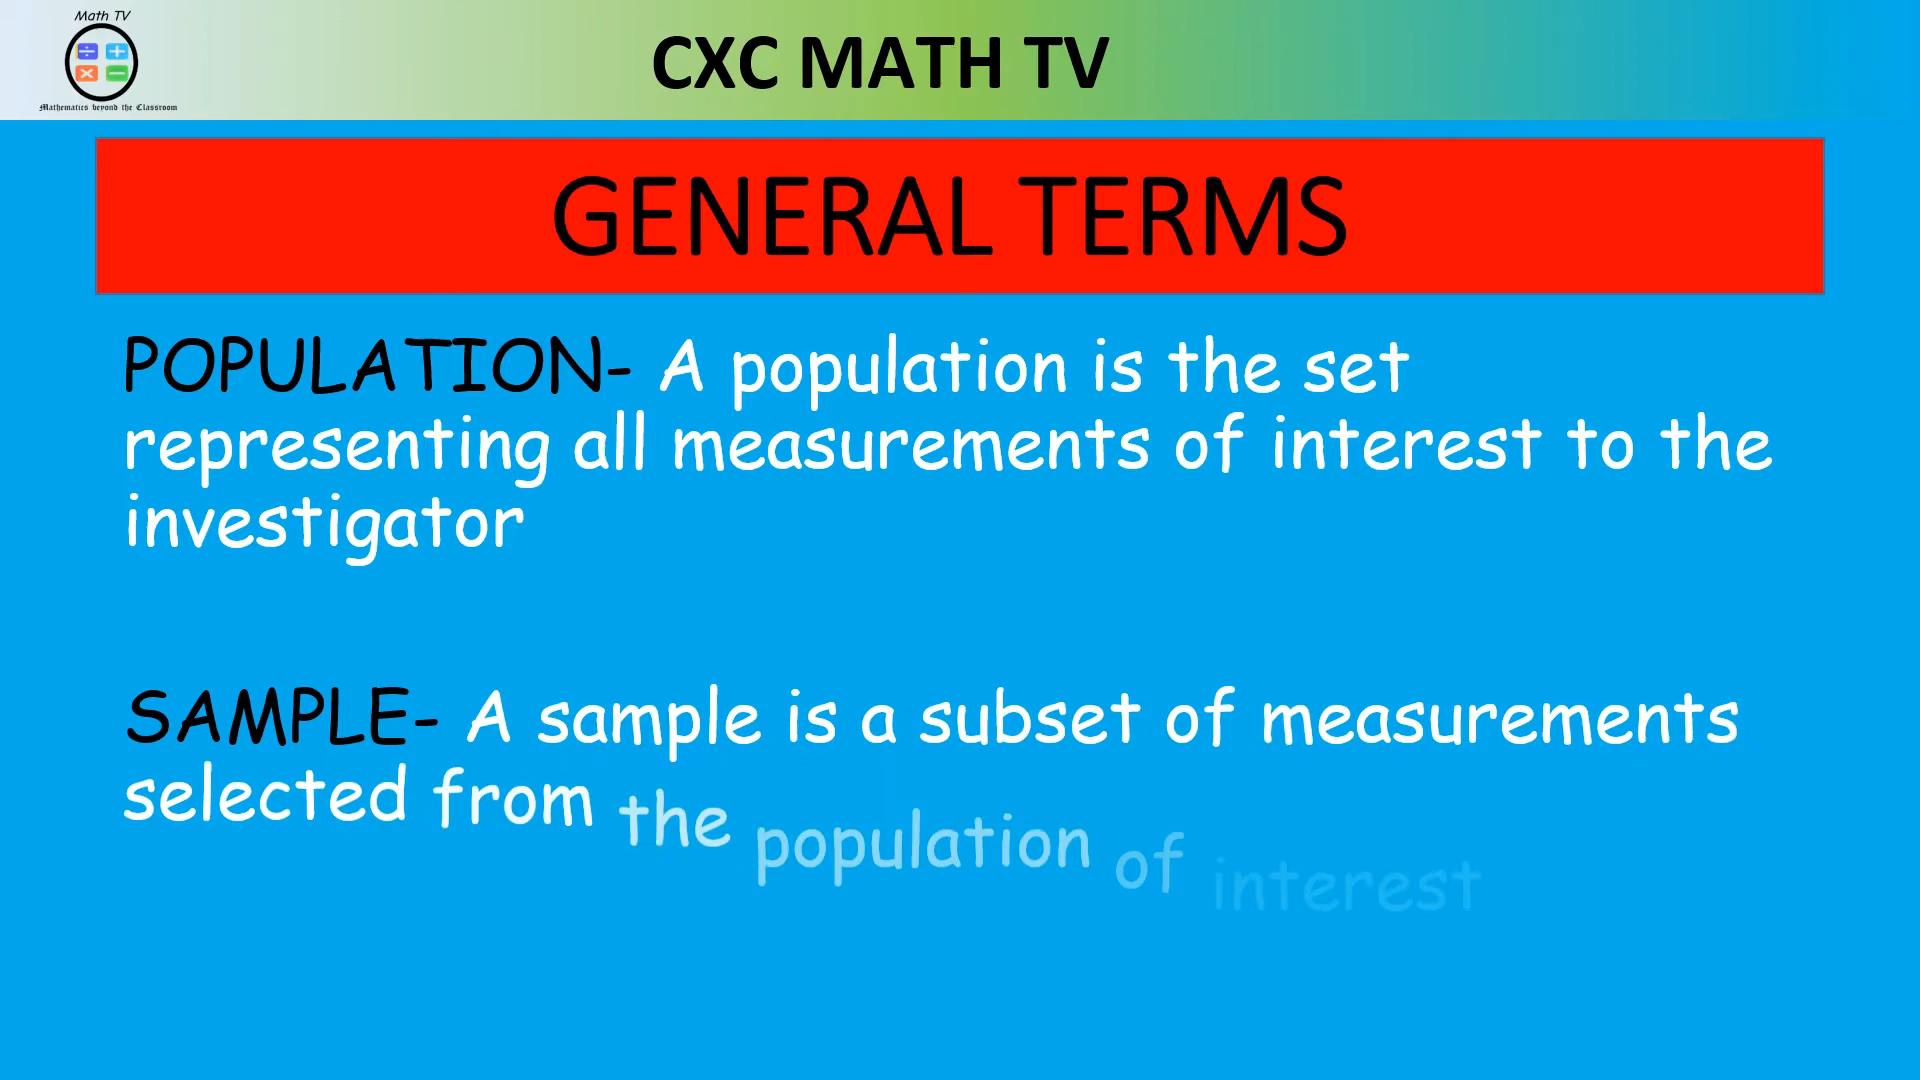 Math TV
Mathematics beyond the Classroom
CXC MATH TV
GENERAL TERMS
POPULATION- A population is the set
representing all measurements of interest to the
investigator
SAMPLE- A sample is a subset of measurements
selected from the population of interest